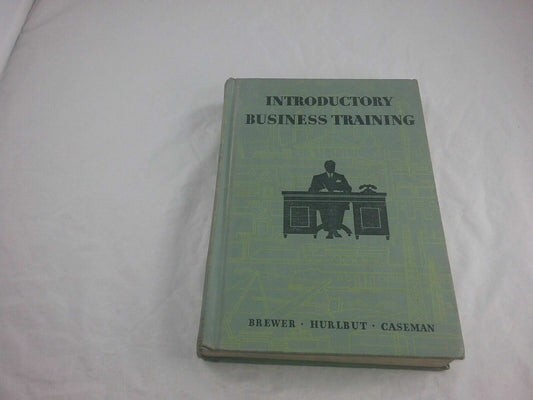 INTRODUCTORY
BUSINESS TRAINING
BREWER · HURLBUT · CASEMAN